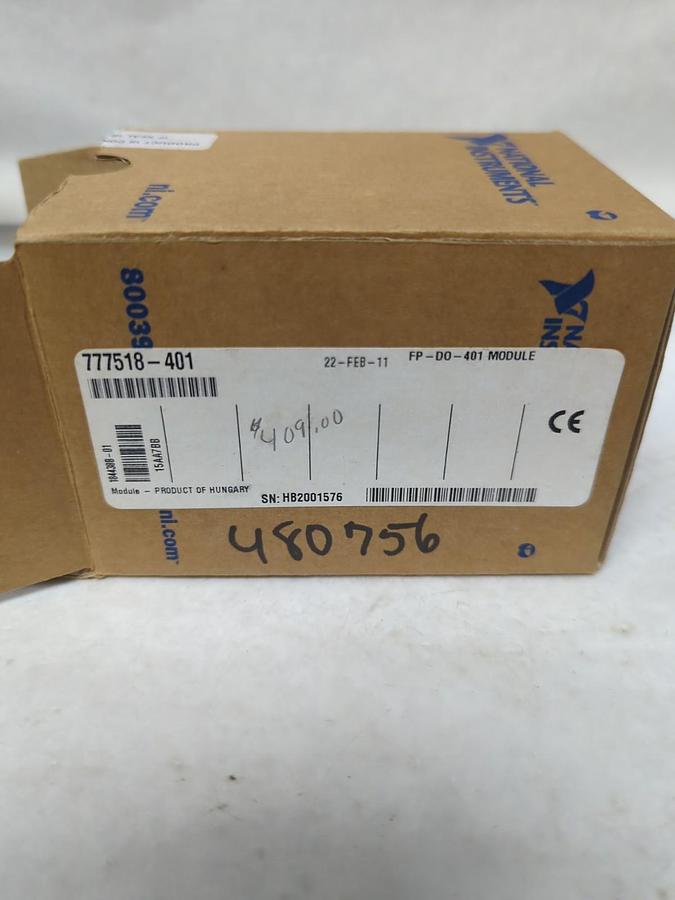 NATIONAL
INSTRUMENTS
ni.com
80039
777518-401
22-FEB-11
FP-DO-401 MODULE
184438B-01
15AA7BB
$409.00
CE
Module - PRODUCT OF HUNGARY
SN: HB2001576
ni.com
480756